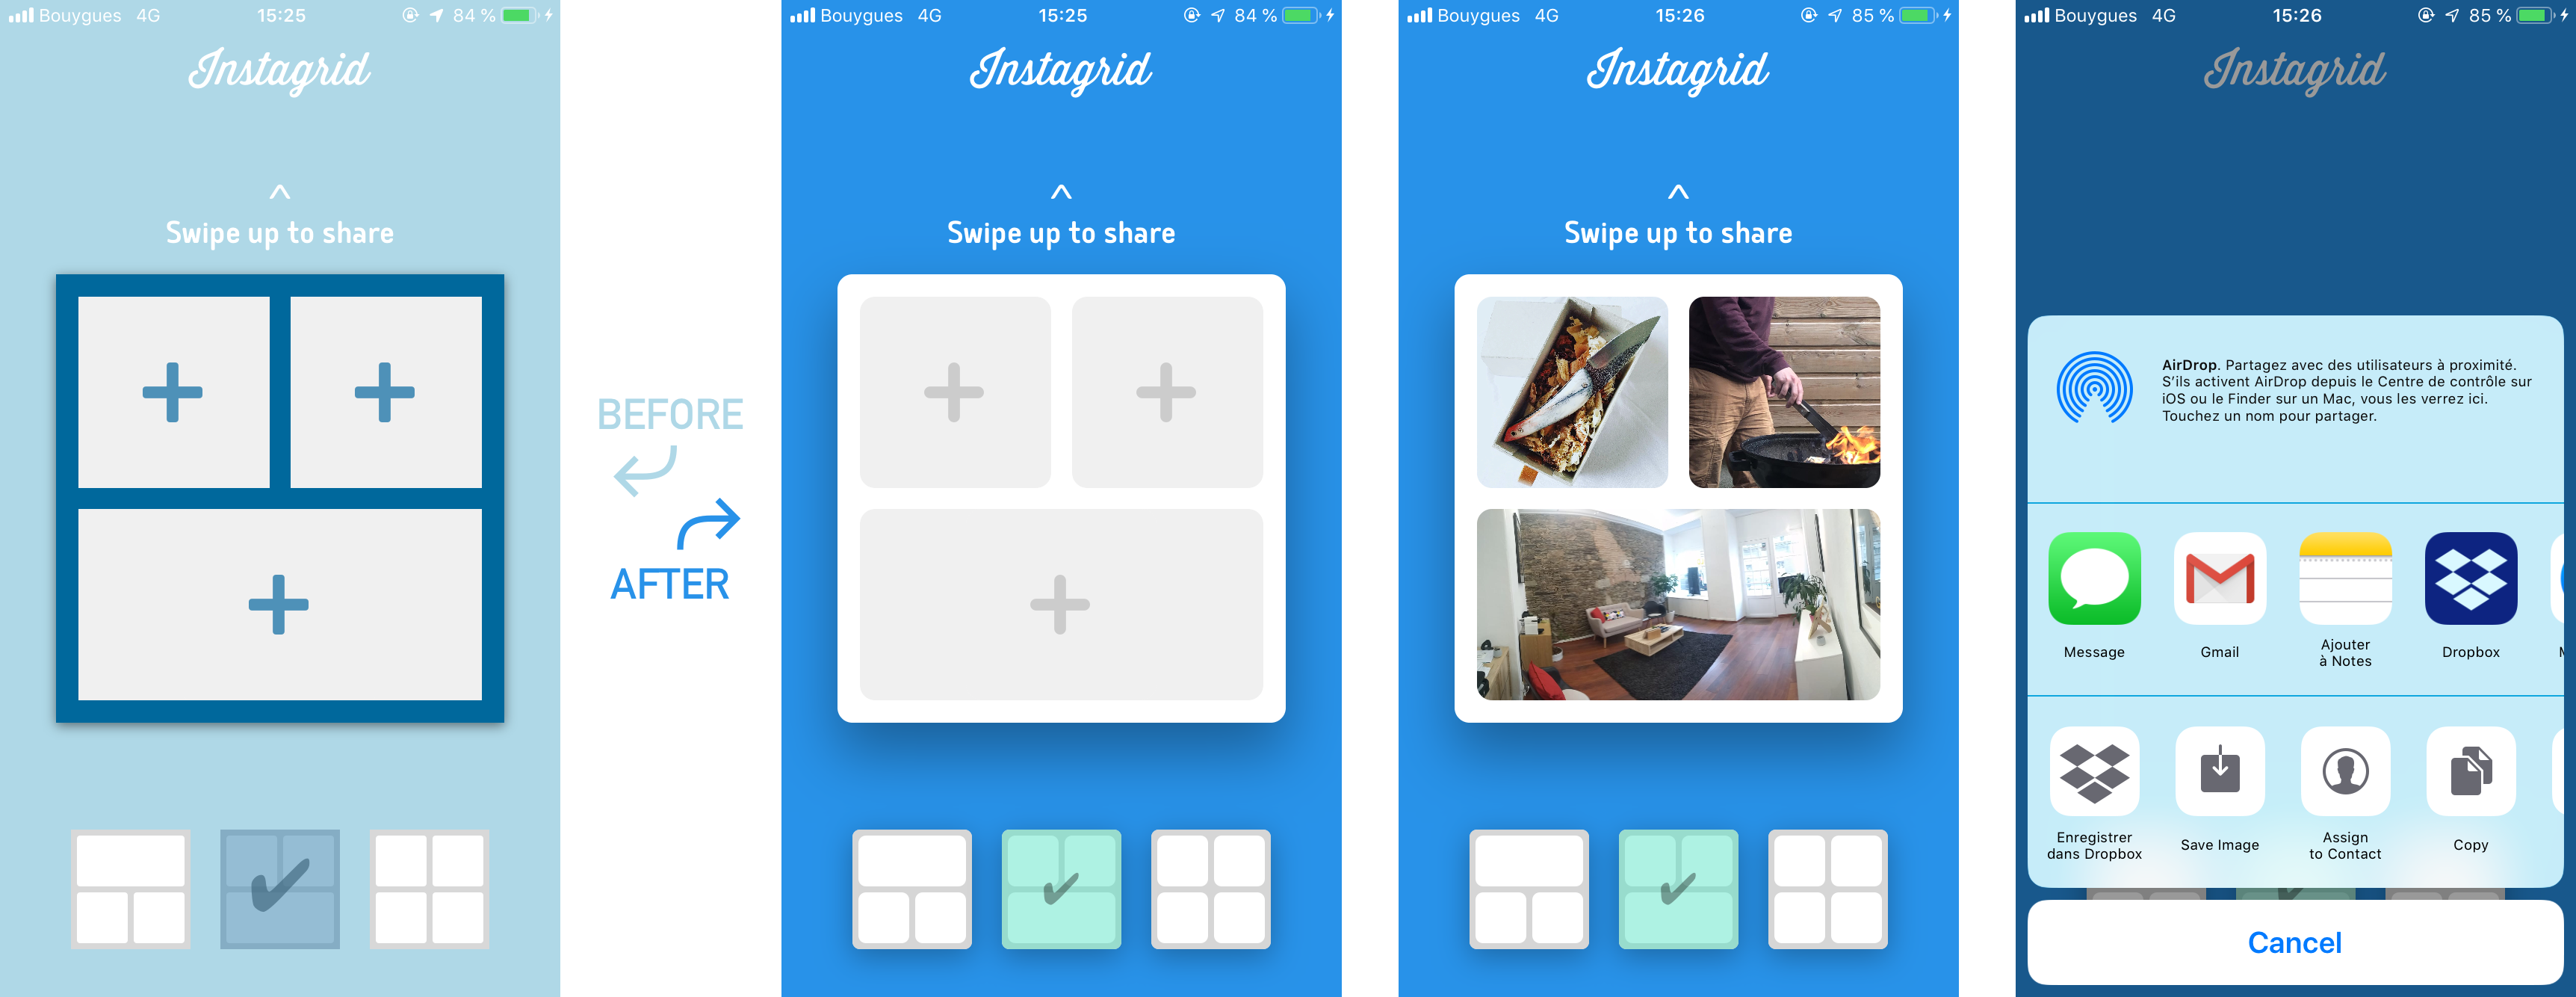 Bouygues 4G 15:25 84 %
Instagrid
Swipe up to share
BEFORE
AFTER
Bouygues 4G 15:25 84 %
Instagrid
Swipe up to share
Bouygues 4G 15:26 85 %
Instagrid
Swipe up to share
Bouygues 4G 15:26 85 %
Instagrid
AirDrop. Partagez avec des utilisateurs à proximité.
S’ils activent AirDrop depuis le Centre de contrôle sur
iOS ou le Finder sur un Mac, vous les verrez ici.
Touchez un nom pour partager.
Message
Gmail
Ajouter
à Notes
Dropbox
Enregistrer
dans Dropbox
Save Image
Assign
to Contact
Copy
Cancel